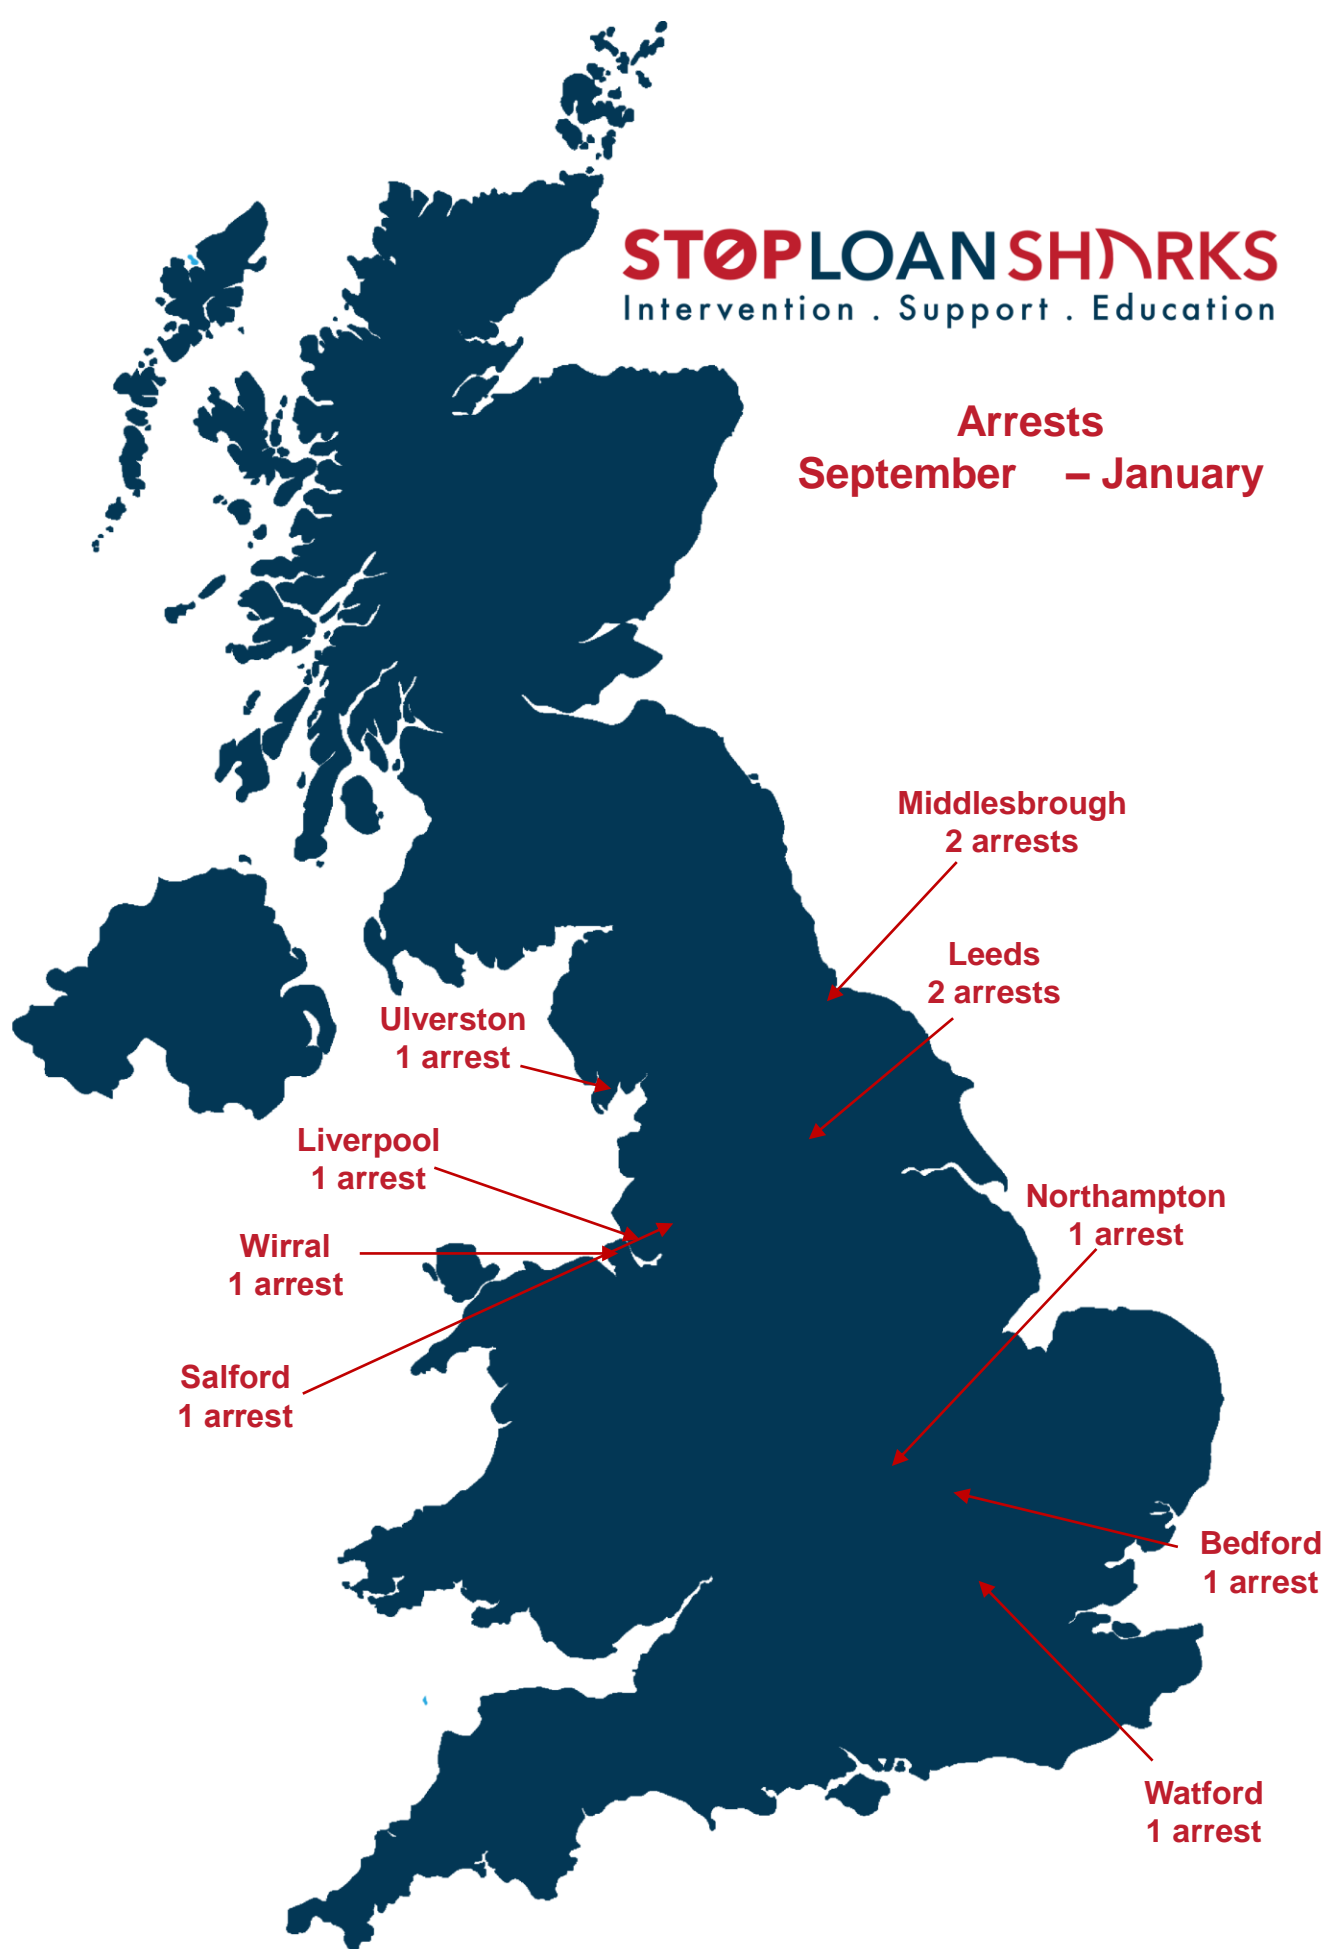 STOPLOANSHARKS
Intervention . Support . Education
Arrests
September – January
Middlesbrough
2 arrests
Leeds
2 arrests
Ulverston
1 arrest
Liverpool
1 arrest
Northampton
1 arrest
Wirral
1 arrest
Salford
1 arrest
Bedford
1 arrest
Watford
1 arrest